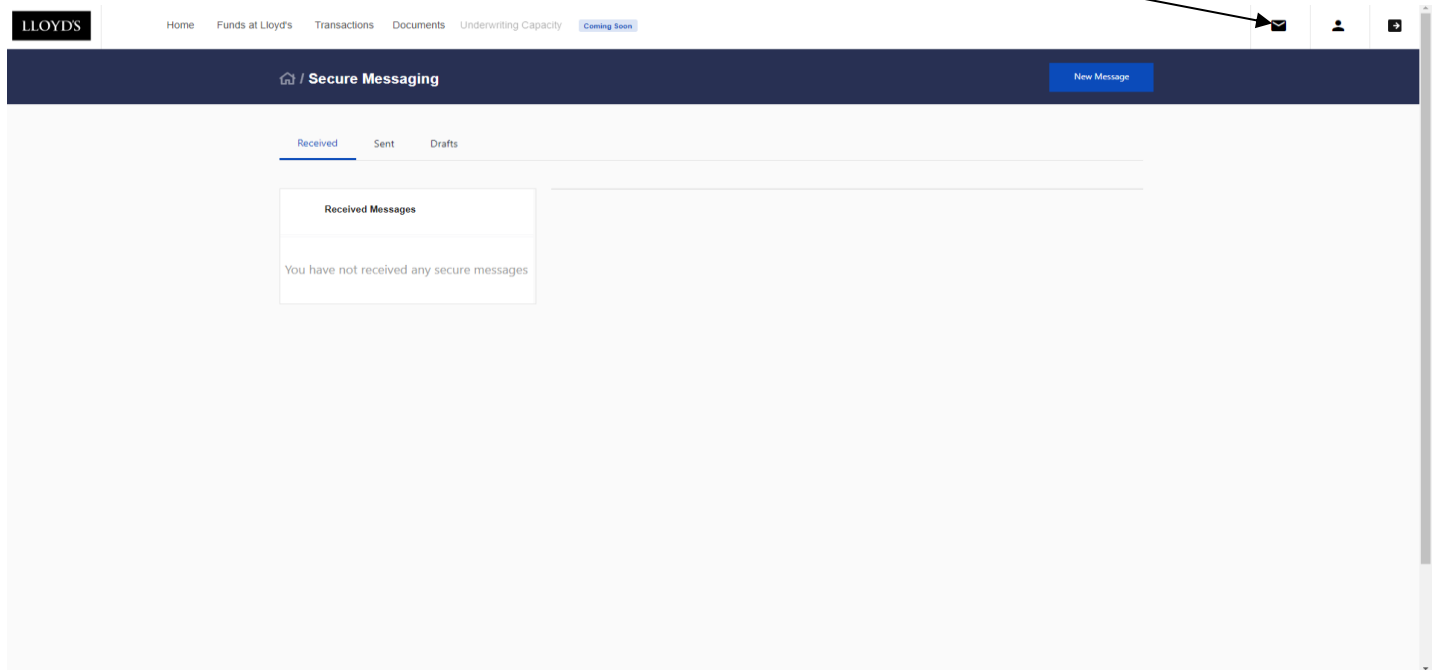 LLOYD'S Home Funds at Lloyd's Transactions Documents Underwriting Capacity Coming Soon
/ Secure Messaging New Message
Received Sent Drafts
Received Messages
You have not received any secure messages